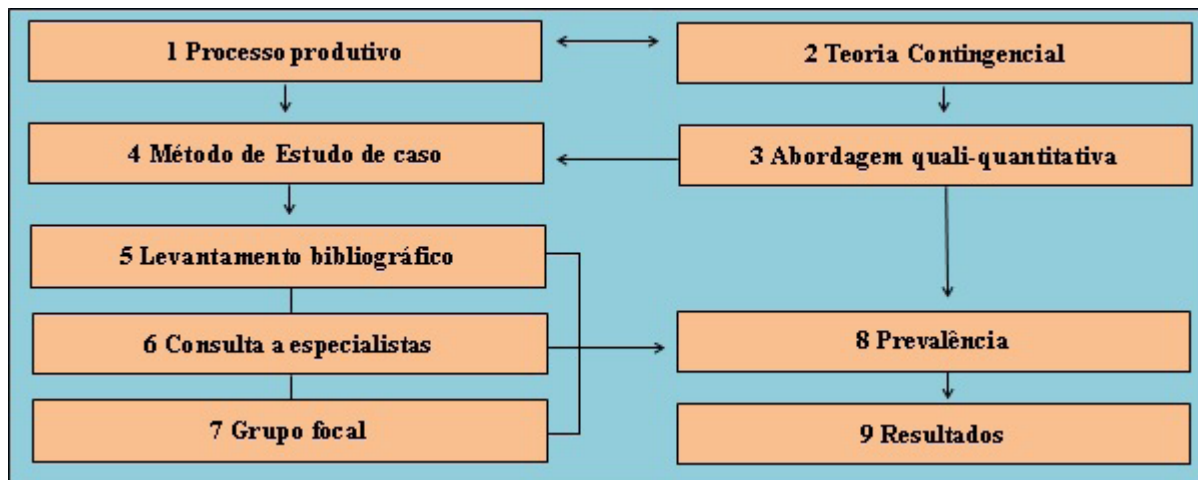 1 Processo produtivo
2 Teoria Contingencial
4 Método de Estudo de caso
3 Abordagem quali-quantitativa
5 Levantamento bibliográfico
6 Consulta a especialistas
8 Prevalência
7 Grupo focal
9 Resultados